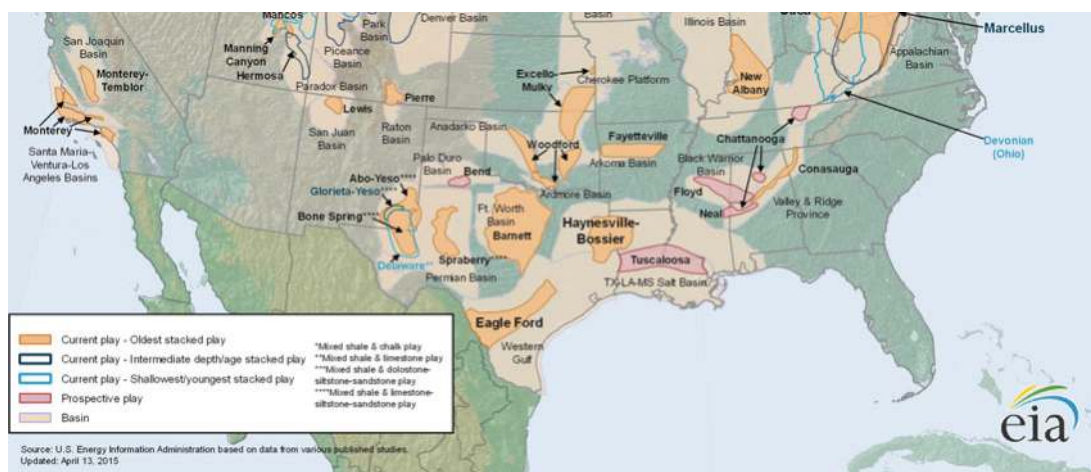 Mancos
Park
Basin
Denver Basin
Basin
Illinois Basin
Marcellus
San Joaquin
Basin
Manning
Canyon
Hermosa
Piceance
Basin
Appalachian
Basin
Monterey-
Temblor
Paradox Basin
Excello-
Mulky
Cherokee Platform
New
Albany
Lewis
Pierre
Monterey
San Juan
Basin
Raton
Basin
Anadarko Basin
Woodford
Fayetteville
Chattanooga
Devonian
(Ohio)
Santa Maria-
Ventura-Los
Angeles Basins
Palo Duro
Basin
Arkoma Basin
Black Warrior
Basin
Conasauga
Abo-Yeso****
Bend
Glorieta-Yeso****
Ardmore Basin
Floyd
Bone Spring****
Ft. Worth
Basin
Barnett
Haynesville-
Bossier
Neal
Valley & Ridge
Province
Delaware**
Spraberry****
Permian Basin
Tuscaloosa
TX-LA-MS Salt Basin
Eagle Ford
Western
Gulf
Current play - Oldest stacked play
Current play - Intermediate depth/age stacked play
Current play - Shallowest/youngest stacked play
Prospective play
Basin
*Mixed shale & chalk play
**Mixed shale & limestone play
***Mixed shale & dolostone-
siltstone-sandstone play
****Mixed shale & limestone-
siltstone-sandstone play
Source: U.S. Energy Information Administration based on data from various published studies.
Updated: April 13, 2015
eia